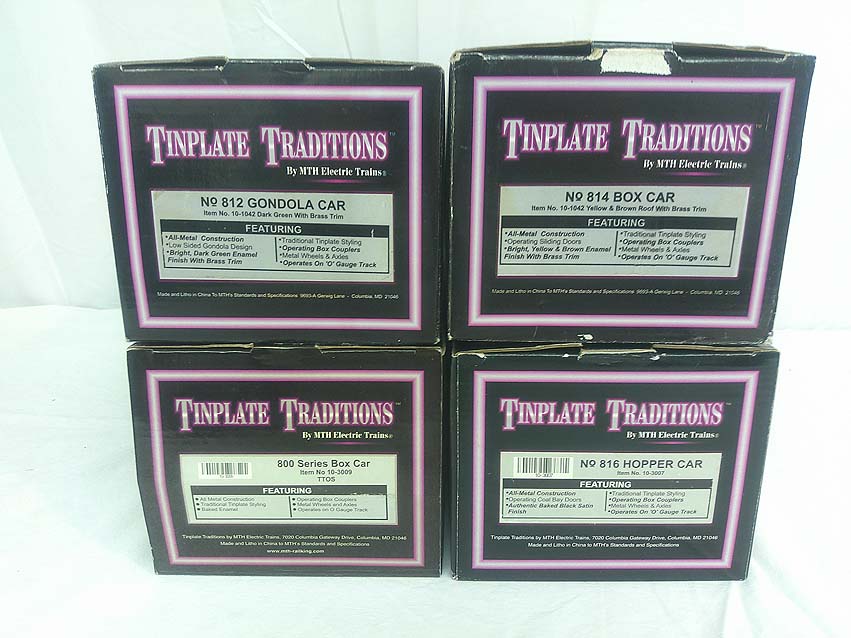 TINPLATE TRADITIONS™
By MTH Electric Trains®
No 812 GONDOLA CAR
Item No. 10-1042 Dark Green With Brass Trim
FEATURING
•All-Metal Construction
•Low Sided Gondola Design
•Bright, Dark Green Enamel
Finish With Brass Trim
•Traditional Tinplate Styling
•Operating Box Couplers
•Metal Wheels & Axles
•Operates On 'O' Gauge Track
Made and Litho in China To MTH's Standards and Specifications 9693-A Gerwig Lane - Columbia, MD 21046
TINPLATE TRADITIONS™
By MTH Electric Trains®
No 814 BOX CAR
Item No. 10-1042 Yellow & Brown Roof With Brass Trim
FEATURING
•All-Metal Construction
•Operating Sliding Doors
•Bright, Yellow & Brown Enamel
Finish With Brass Trim
•Traditional Tinplate Styling
•Operating Box Couplers
•Metal Wheels & Axles
•Operates On 'O' Gauge Track
Made and Litho in China To MTH's Standards and Specifications 9693-A Gerwig Lane - Columbia, MD 21046
TINPLATE TRADITIONS™
By MTH Electric Trains®
800 Series Box Car
Item No 10-3009
TTOS
FEATURING
• All Metal Construction
• Traditional Tinplate Styling
• Baked Enamel
• Operating Box Couplers
• Metal Wheels and Axles
• Operates on O Gauge Track
Tinplate Traditions by MTH Electric Trains, 7020 Columbia Gateway Drive, Columbia, MD 21046
Made and Litho in China to MTH's Standards and Specifications
www.mth-railking.com
TINPLATE TRADITIONS™
By MTH Electric Trains®
10-3007
No 816 HOPPER CAR
Item No. 10-3007
FEATURING
•All-Metal Construction
•Operating Coal Bay Doors
•Authentic Baked Black Satin
Finish
•Traditional Tinplate Styling
•Operating Box Couplers
•Metal Wheels & Axles
•Operates On 'O' Gauge Track
Tinplate Traditions by MTH Electric Trains, 7020 Columbia Gateway Drive, Columbia, MD 21046
Made and Litho in China to MTH's Standards and Specifications